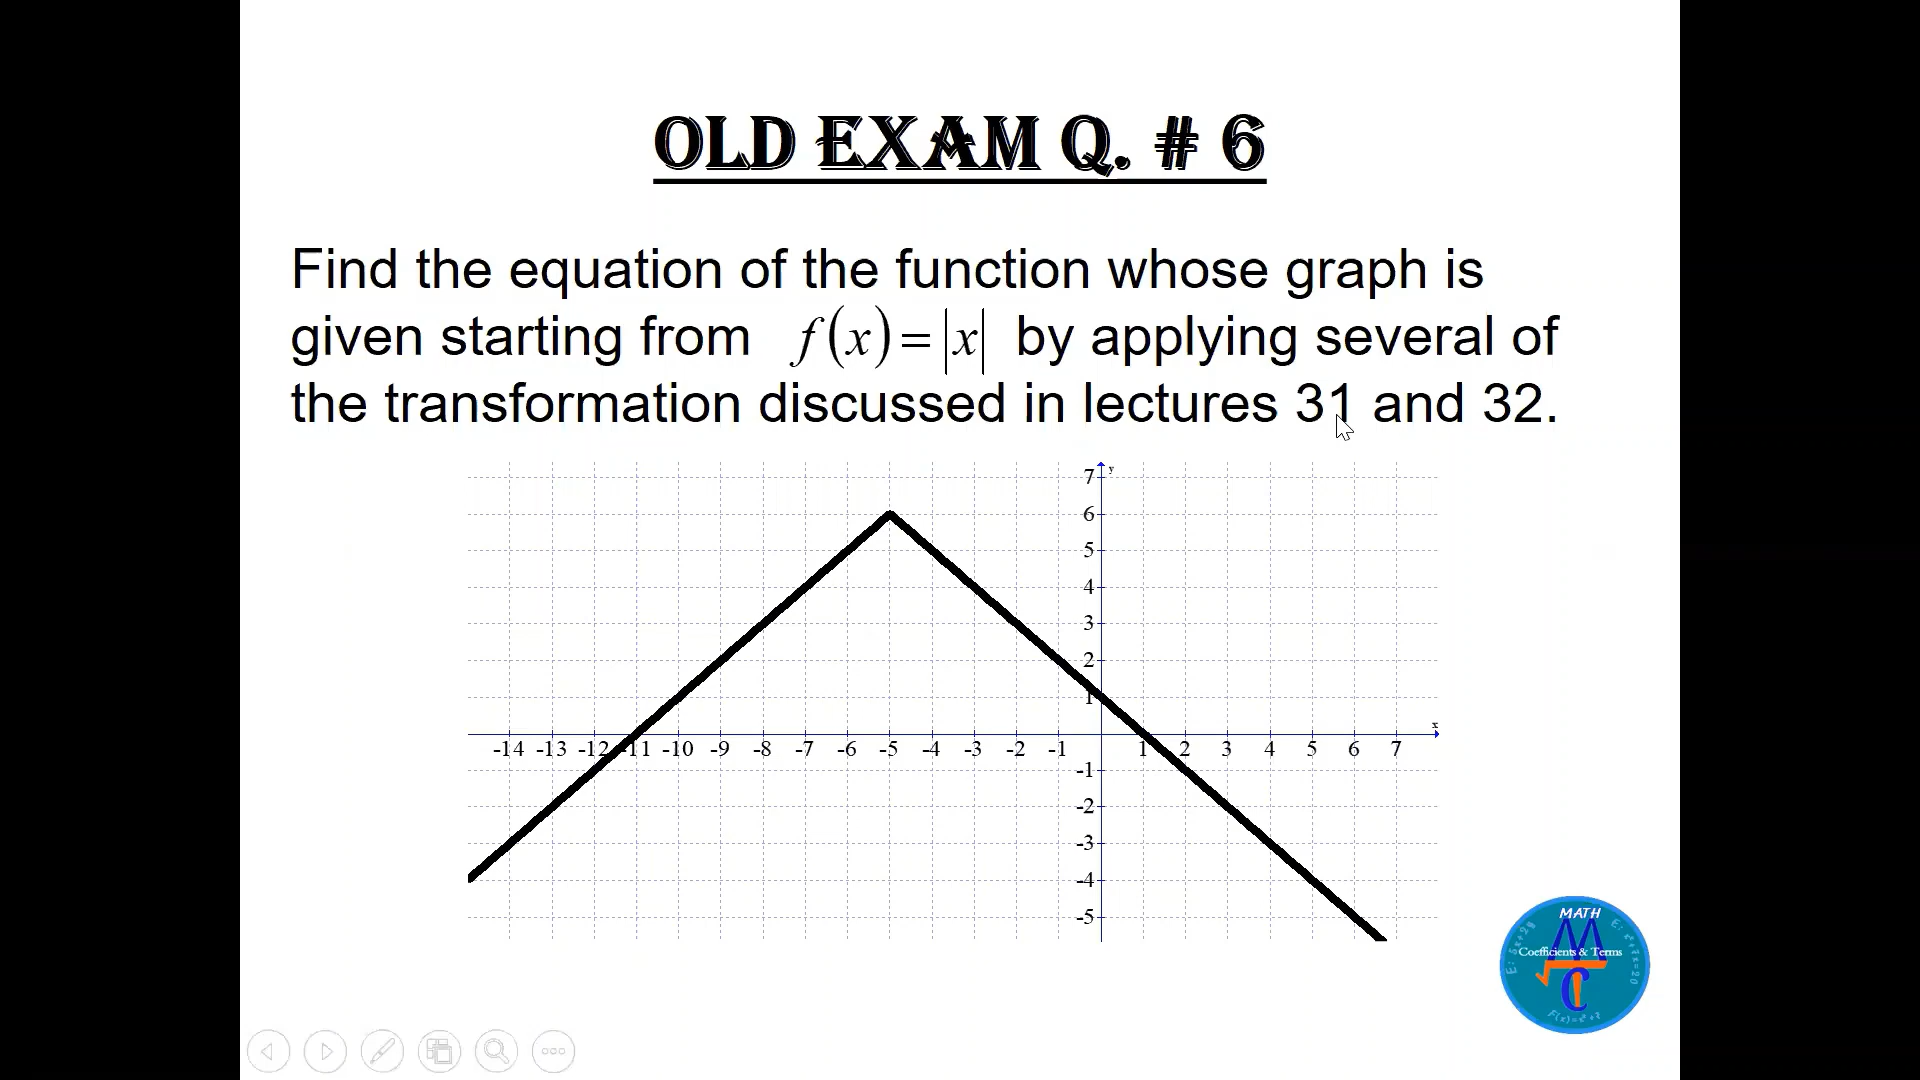 OLD EXAM Q. # 6
Find the equation of the function whose graph is
given starting from f(x)=|x| by applying several of
the transformation discussed in lectures 31 and 32.
y
7
6
5
4
3
2
1
x
-14 -13 -12 -11 -10 -9 -8 -7 -6 -5 -4 -3 -2 -1 1 2 3 4 5 6 7
-1
-2
-3
-4
-5
MATH
Coefficients & Terms